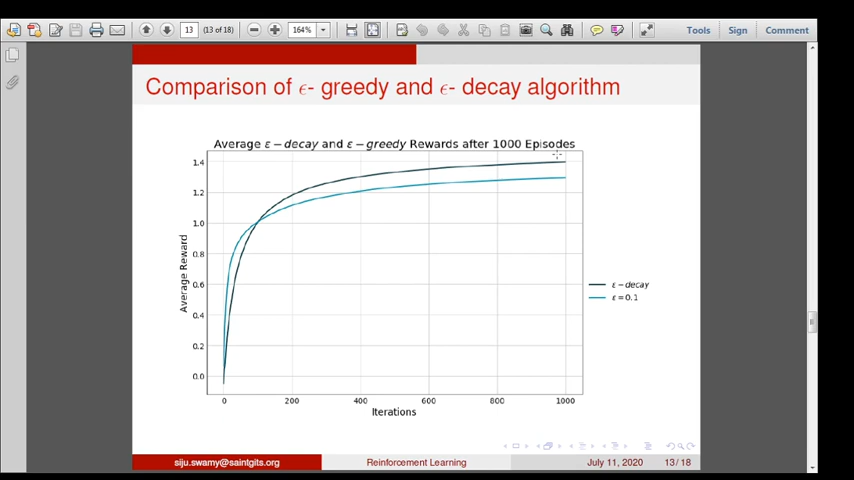 13 (13 of 18) 164% Tools Sign Comment
Comparison of ϵ- greedy and ϵ- decay algorithm
Average ε − decay and ε − greedy Rewards after 1000 Episodes
1.4
1.2
1.0
0.8
0.6
0.4
0.2
0.0
Average Reward
ε − decay
ε = 0.1
0 200 400 600 800 1000
Iterations
siju.swamy@saintgits.org Reinforcement Learning July 11, 2020 13/18